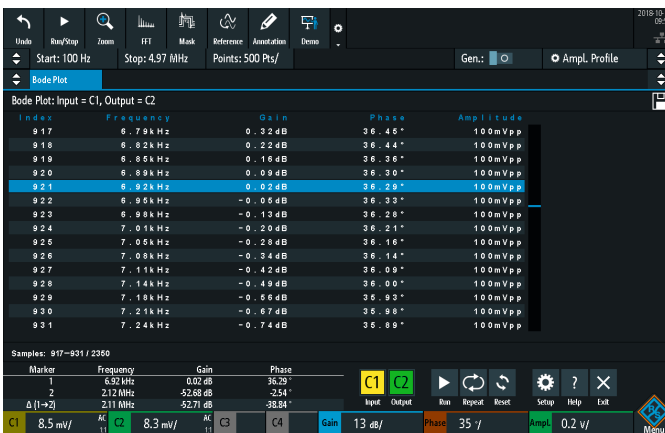 2018-10-
09:
Undo Run/Stop Zoom FFT Mask Reference Annotation Demo
Start: 100 Hz Stop: 4.97 MHz Points: 500 Pts/ Gen.: O Ampl. Profile
Bode Plot
Bode Plot: Input = C1, Output = C2
Index Frequency Gain Phase Amplitude
917 6.79kHz 0.32dB 36.45° 100mVpp
918 6.82kHz 0.22dB 36.44° 100mVpp
919 6.85kHz 0.16dB 36.36° 100mVpp
920 6.89kHz 0.09dB 36.30° 100mVpp
921 6.92kHz 0.02dB 36.29° 100mVpp
922 6.95kHz -0.05dB 36.33° 100mVpp
923 6.98kHz -0.13dB 36.28° 100mVpp
924 7.01kHz -0.20dB 36.21° 100mVpp
925 7.05kHz -0.28dB 36.16° 100mVpp
926 7.08kHz -0.34dB 36.14° 100mVpp
927 7.11kHz -0.42dB 36.09° 100mVpp
928 7.14kHz -0.49dB 36.00° 100mVpp
929 7.18kHz -0.56dB 35.93° 100mVpp
930 7.21kHz -0.67dB 35.98° 100mVpp
931 7.24kHz -0.74dB 35.89° 100mVpp
Samples: 917-931 / 2350
Marker Frequency Gain Phase
1 6.92 kHz 0.02 dB 36.29 °
2 2.12 MHz -52.68 dB -2.54 °
Δ (1→2) 2.11 MHz -52.71 dB -38.84 °
C1 C2
Input Output Run Repeat Reset Setup Help Exit
C1 8.5 mV/ AC 1:1 C2 8.3 mV/ AC 1:1 C3 C4 Gain 13 dB/ Phase 35 °/ Ampl. 0.2 V/ Menu